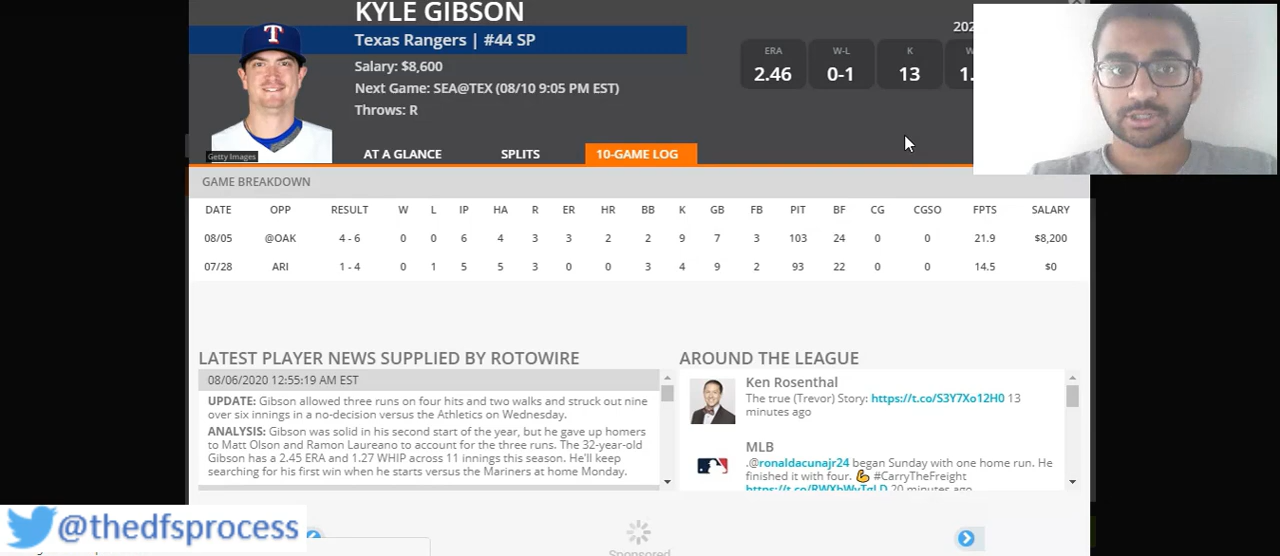 KYLE GIBSON
Texas Rangers | #44 SP
Salary: $8,600
Next Game: SEA@TEX (08/10 9:05 PM EST)
Throws: R
Getty Images
202
ERA W-L K W
2.46 0-1 13 1.
AT A GLANCE SPLITS 10-GAME LOG
GAME BREAKDOWN
DATE OPP RESULT W L IP HA R ER HR BB K GB FB PIT BF CG CGSO FPTS SALARY
08/05 @OAK 4 - 6 0 0 6 4 3 3 2 2 9 7 3 103 24 0 0 21.9 $8,200
07/28 ARI 1 - 4 0 1 5 5 3 0 0 3 4 9 2 93 22 0 0 14.5 $0
LATEST PLAYER NEWS SUPPLIED BY ROTOWIRE
08/06/2020 12:55:19 AM EST
UPDATE: Gibson allowed three runs on four hits and two walks and struck out nine
over six innings in a no-decision versus the Athletics on Wednesday.
ANALYSIS: Gibson was solid in his second start of the year, but he gave up homers
to Matt Olson and Ramon Laureano to account for the three runs. The 32-year-old
Gibson has a 2.45 ERA and 1.27 WHIP across 11 innings this season. He'll keep
searching for his first win when he starts versus the Mariners at home Monday.
AROUND THE LEAGUE
Ken Rosenthal
The true (Trevor) Story: https://t.co/S3Y7Xo12H0 13
minutes ago
MLB
.@ronaldacunajr24 began Sunday with one home run. He
finished it with four. 💪 #CarryTheFreight
20 minutes ago
@thedfsprocess
Sponsored